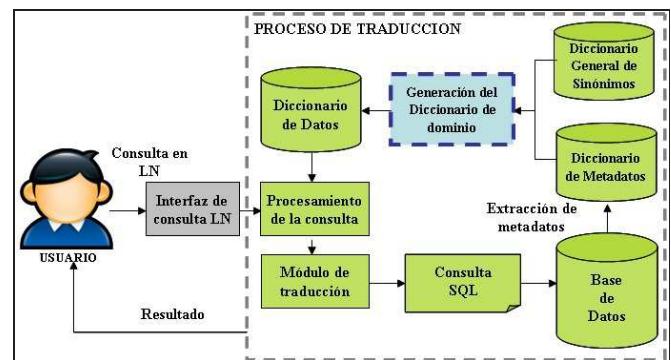 PROCESO DE TRADUCCION
Diccionario
General de
Sinónimos
Generación del
Diccionario de
dominio
Diccionario
de Datos
Diccionario
de Metadatos
Consulta en
LN
Interfaz de
consulta LN
Procesamiento
de la consulta
Extracción de
metadatos
USUARIO
Módulo de
traducción
Consulta
SQL
Base
de
Datos
Resultado